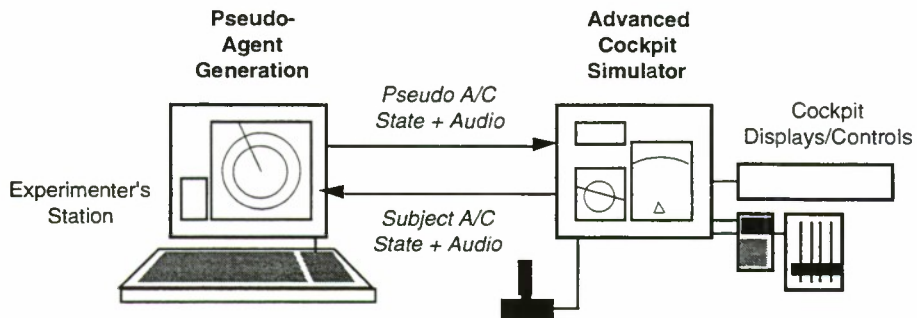 Pseudo-
Agent
Generation
Advanced
Cockpit
Simulator
Pseudo A/C
State + Audio
Cockpit
Displays/Controls
Experimenter's
Station
Subject A/C
State + Audio